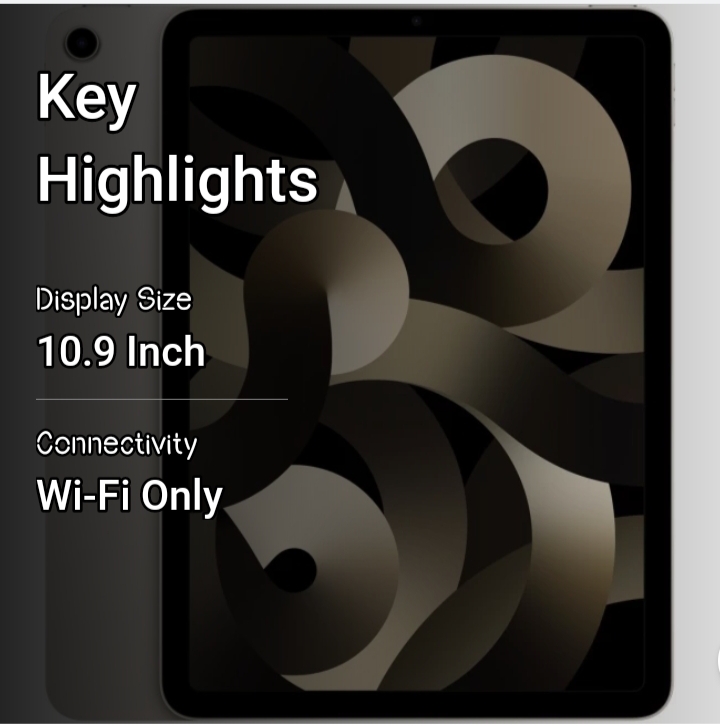 Key
Highlights
Display Size
10.9 Inch
Connectivity
Wi-Fi Only